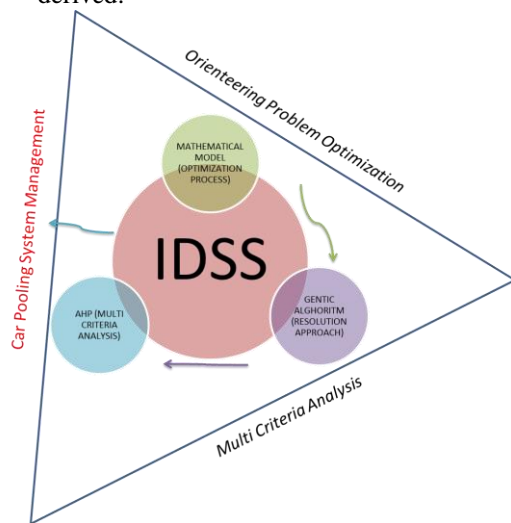 derived.
Orienteering Problem Optimization
Car Pooling System Management
MATHEMATICAL
MODEL
(OPTIMIZATION
PROCESS)
IDSS
GENTIC
ALGHORITM
(RESOLUTION
APPROACH)
AHP (MULTI
CRITERIA
ANALYSIS)
Multi Criteria Analysis